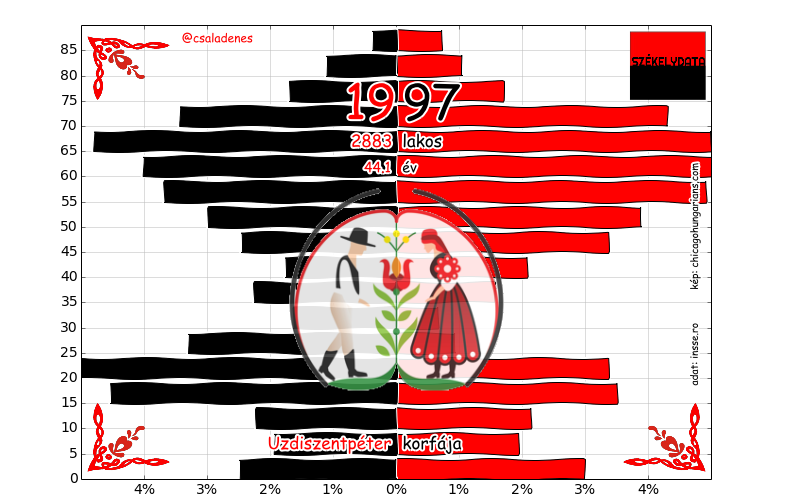 @csaladenes
SZÉKELYDATA
1997
2883 lakos
44.1 év
kép: chicagohungarians.com
adat: insse.ro
Uzdiszentpéter korfája
85
80
75
70
65
60
55
50
45
40
35
30
25
20
15
10
5
0
4% 3% 2% 1% 0% 1% 2% 3% 4%